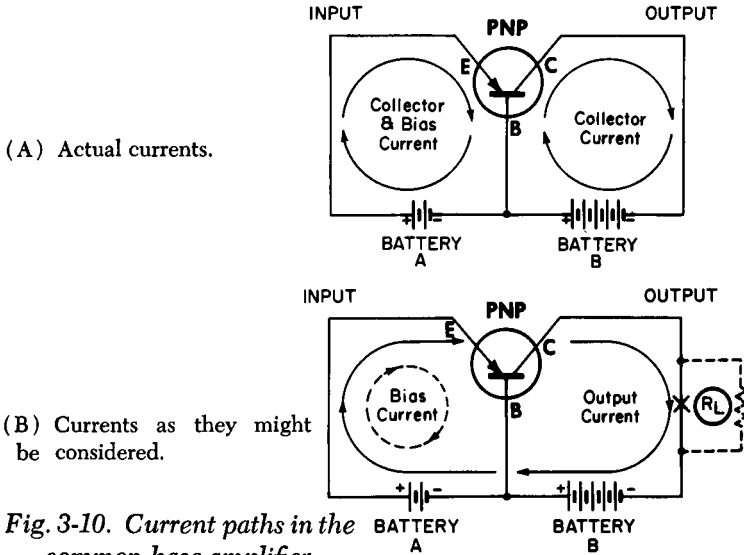 INPUT
OUTPUT
PNP
E
C
Collector
& Bias
Current
Collector
Current
B
(A) Actual currents.
+ -
+ -
BATTERY
A
BATTERY
B
INPUT
OUTPUT
PNP
E
C
Bias
Current
Output
Current
RL
B
(B) Currents as they might
be considered.
+ -
+ -
BATTERY
A
BATTERY
B
Fig. 3-10. Current paths in the
common-base amplifier